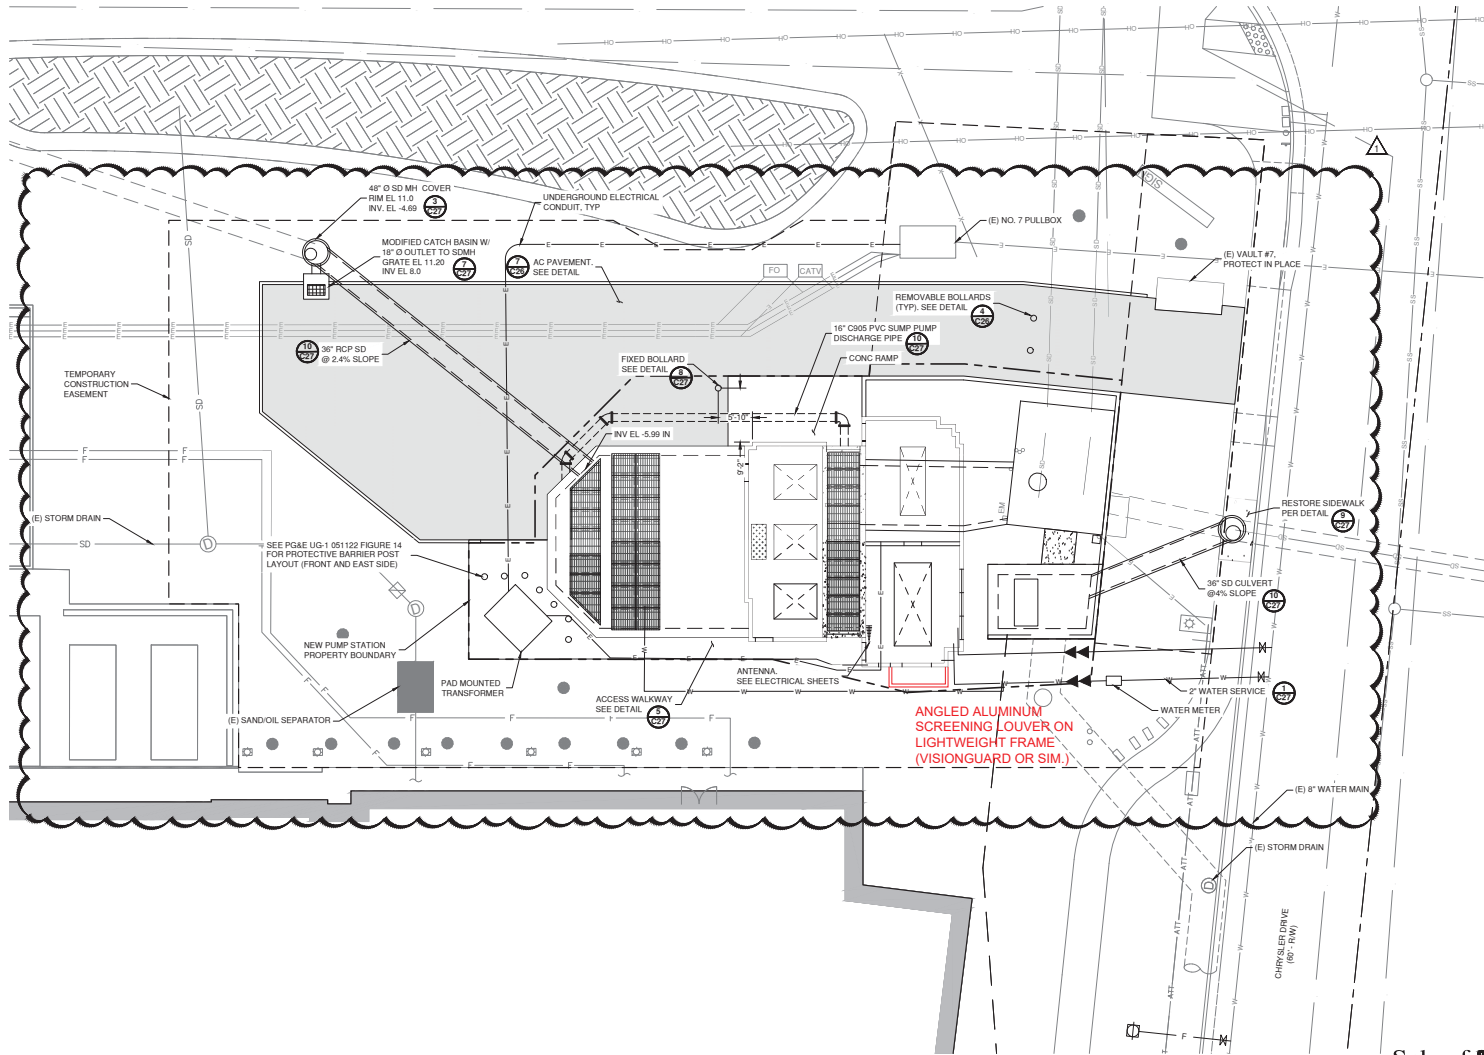 48" Ø SD MH COVER
RIM EL 11.0
INV. EL -4.69
3
C27
UNDERGROUND ELECTRICAL
CONDUIT, TYP
(E) NO. 7 PULLBOX
SIGN
MODIFIED CATCH BASIN W/
18" Ø OUTLET TO SDMH
GRATE EL 11.20
INV EL 8.0
7
C27
7
C26
AC PAVEMENT.
SEE DETAIL
FO
CATV
(E) VAULT #7,
PROTECT IN PLACE
REMOVABLE BOLLARDS
(TYP). SEE DETAIL
4
C26
16" C905 PVC SUMP PUMP
DISCHARGE PIPE
10
C27
CONC RAMP
10
C27
36" RCP SD
@ 2.4% SLOPE
FIXED BOLLARD
SEE DETAIL
8
C27
TEMPORARY
CONSTRUCTION
EASEMENT
5'-10"
INV EL -5.99 IN
9'-2"
EM
(E) STORM DRAIN
SEE PG&E UG-1 051122 FIGURE 14
FOR PROTECTIVE BARRIER POST
LAYOUT (FRONT AND EAST SIDE)
RESTORE SIDEWALK
PER DETAIL
9
C27
36" SD CULVERT
@4% SLOPE
10
C27
NEW PUMP STATION
PROPERTY BOUNDARY
PAD MOUNTED
TRANSFORMER
ANTENNA.
SEE ELECTRICAL SHEETS
ACCESS WALKWAY
SEE DETAIL
5
C27
(E) SAND/OIL SEPARATOR
2" WATER SERVICE
1
C27
WATER METER
ANGLED ALUMINUM
SCREENING LOUVER ON
LIGHTWEIGHT FRAME
(VISIONGUARD OR SIM.)
(E) 8" WATER MAIN
(E) STORM DRAIN
CHRYSLER DRIVE
(60' - R/W)